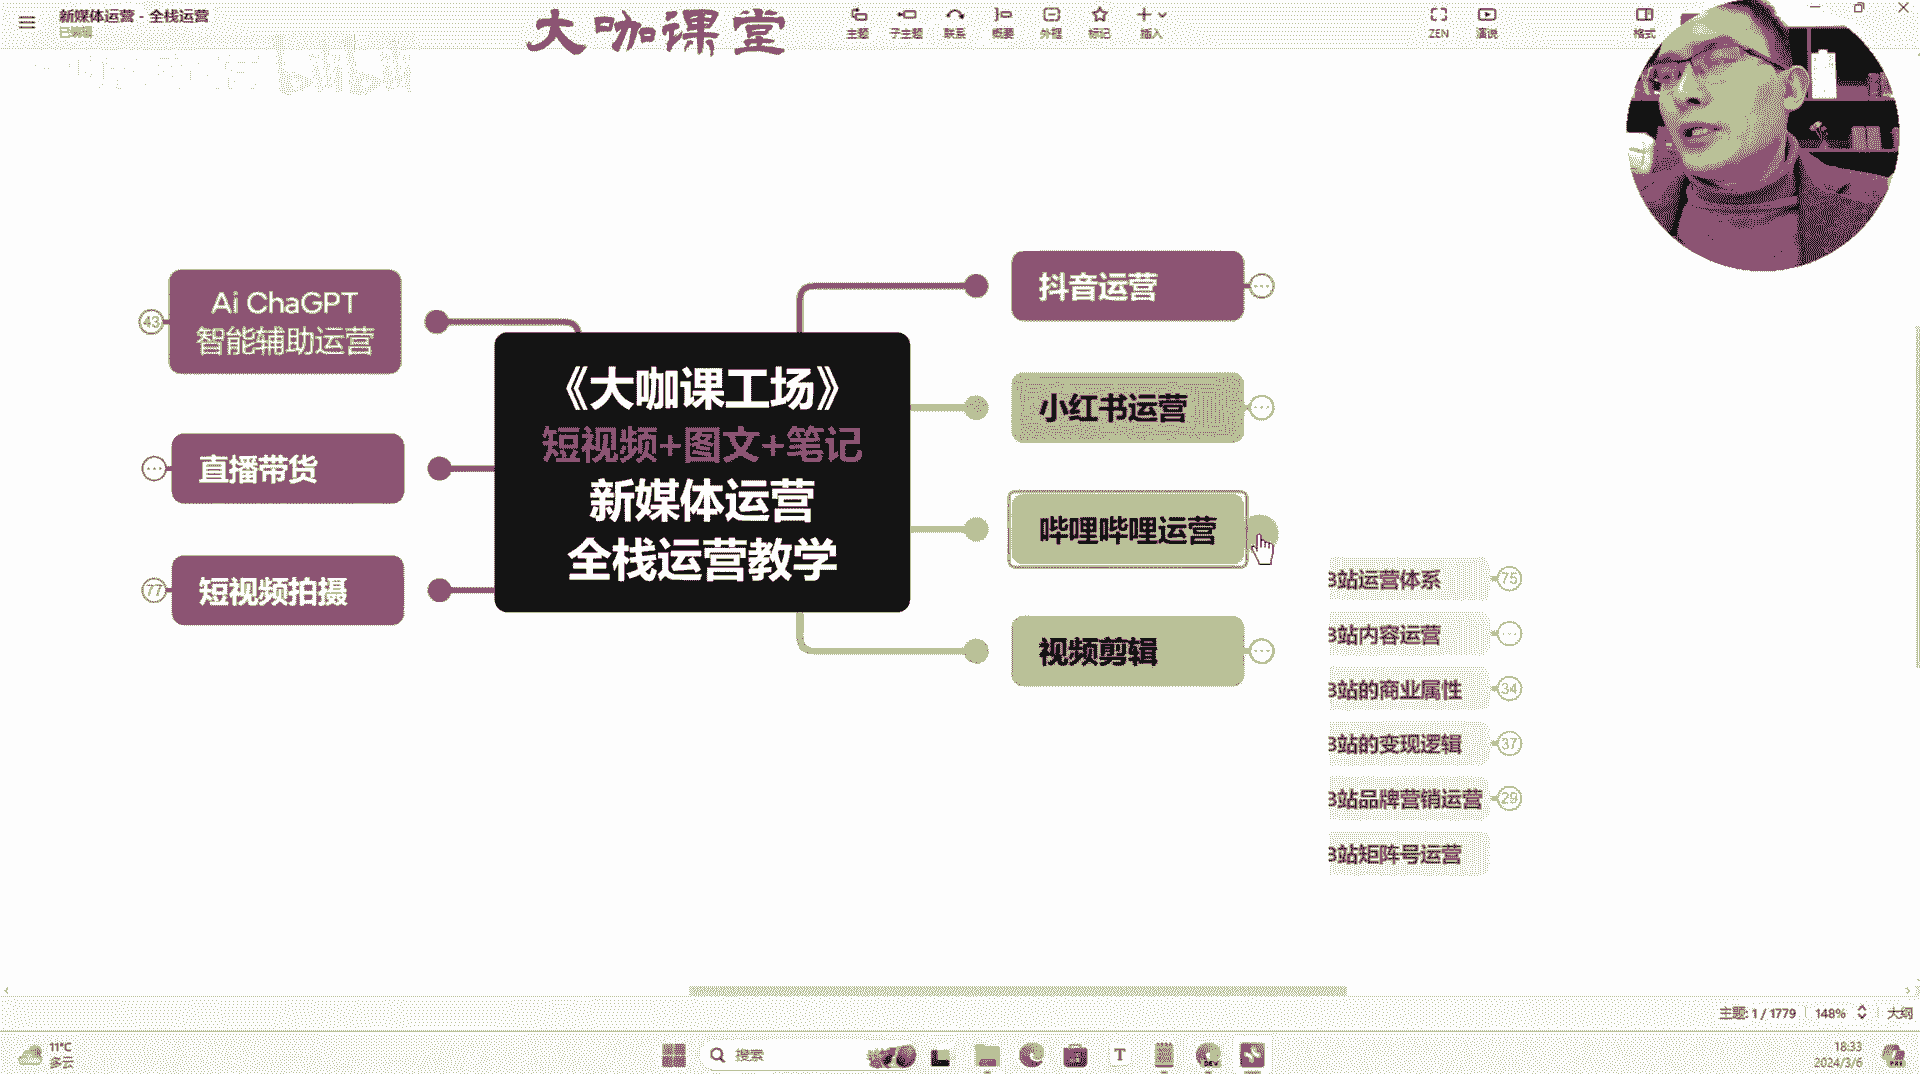 新媒体运营 - 全栈运营
已编辑
大咖课堂
主题
子主题
联系
概要
外框
标记
插入
ZEN
演说
格式
bilibili
Ai ChaGPT
智能辅助运营
43
直播带货
短视频拍摄
77
《大咖课工场》
短视频+图文+笔记
新媒体运营
全栈运营教学
抖音运营
小红书运营
哔哩哔哩运营
视频剪辑
B站运营体系
75
B站内容运营
B站的商业属性
34
B站的变现逻辑
37
B站品牌营销运营
29
B站矩阵号运营
主题: 1 / 1779
148%
大纲
11°C
多云
搜索
18:33
2024/3/6